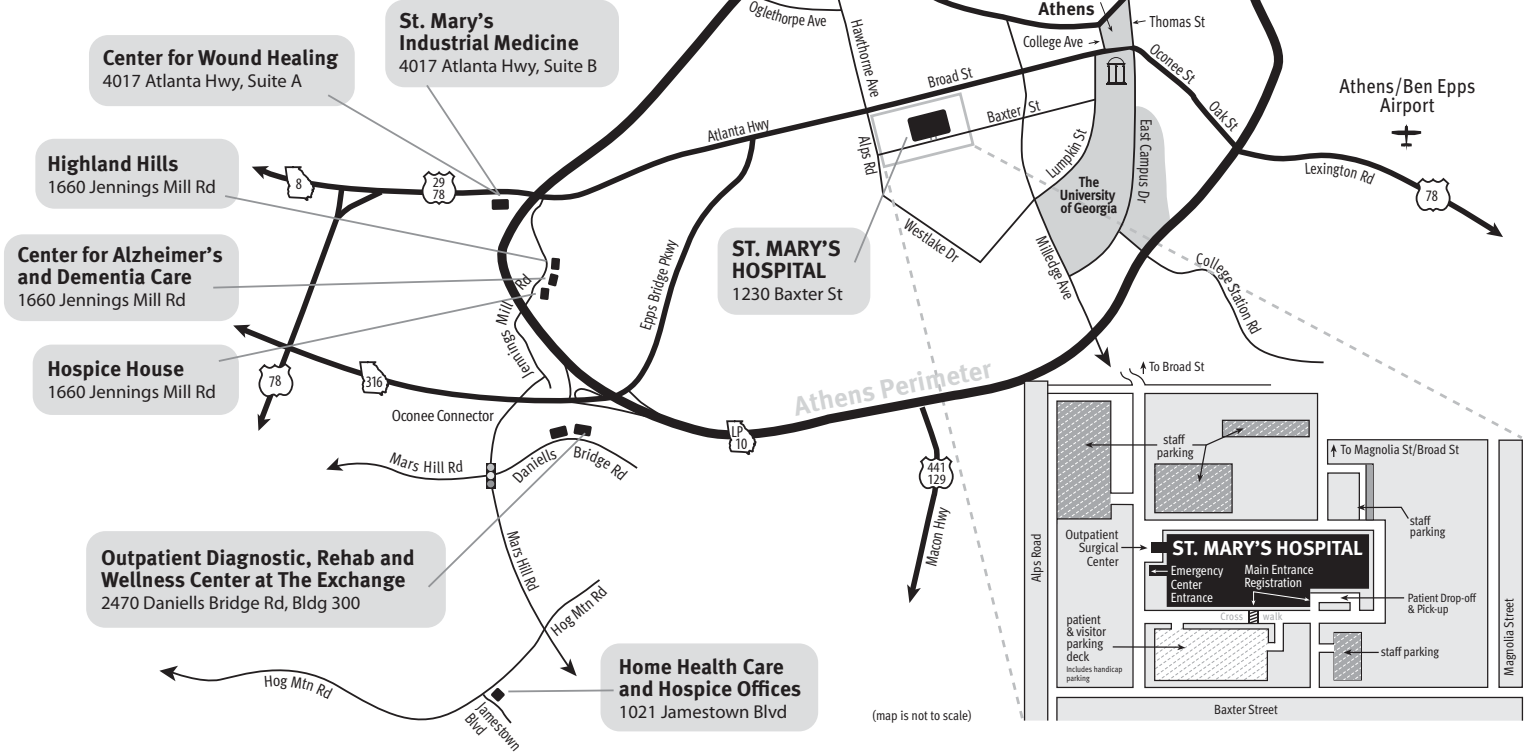 St. Mary's
Industrial Medicine
4017 Atlanta Hwy, Suite B
Center for Wound Healing
4017 Atlanta Hwy, Suite A
Highland Hills
1660 Jennings Mill Rd
Center for Alzheimer's
and Dementia Care
1660 Jennings Mill Rd
Hospice House
1660 Jennings Mill Rd
Outpatient Diagnostic, Rehab and
Wellness Center at The Exchange
2470 Daniells Bridge Rd, Bldg 300
Home Health Care
and Hospice Offices
1021 Jamestown Blvd
ST. MARY'S
HOSPITAL
1230 Baxter St
Oglethorpe Ave
Hawthorne Ave
Athens
Thomas St
College Ave
Broad St
Oconee St
Oak St
Baxter St
Atlanta Hwy
Alps Rd
Lumpkin St
East Campus Dr
The
University
of Georgia
Westlake Dr
Milledge Ave
College Station Rd
Athens/Ben Epps
Airport
Lexington Rd
78
8
29
78
78
316
Epps Bridge Pkwy
Jennings Mill Rd
Oconee Connector
Athens Perimeter
LP
10
441
129
Macon Hwy
Mars Hill Rd
Daniells Bridge Rd
Mars Hill Rd
Hog Mtn Rd
Hog Mtn Rd
Jamestown
Blvd
(map is not to scale)
To Broad St
To Magnolia St/Broad St
staff
parking
staff
parking
Outpatient
Surgical
Center
ST. MARY'S HOSPITAL
Emergency
Center
Entrance
Main Entrance
Registration
Patient Drop-off
& Pick-up
Cross walk
patient
& visitor
parking
deck
Includes handicap
parking
staff parking
Alps Road
Magnolia Street
Baxter Street